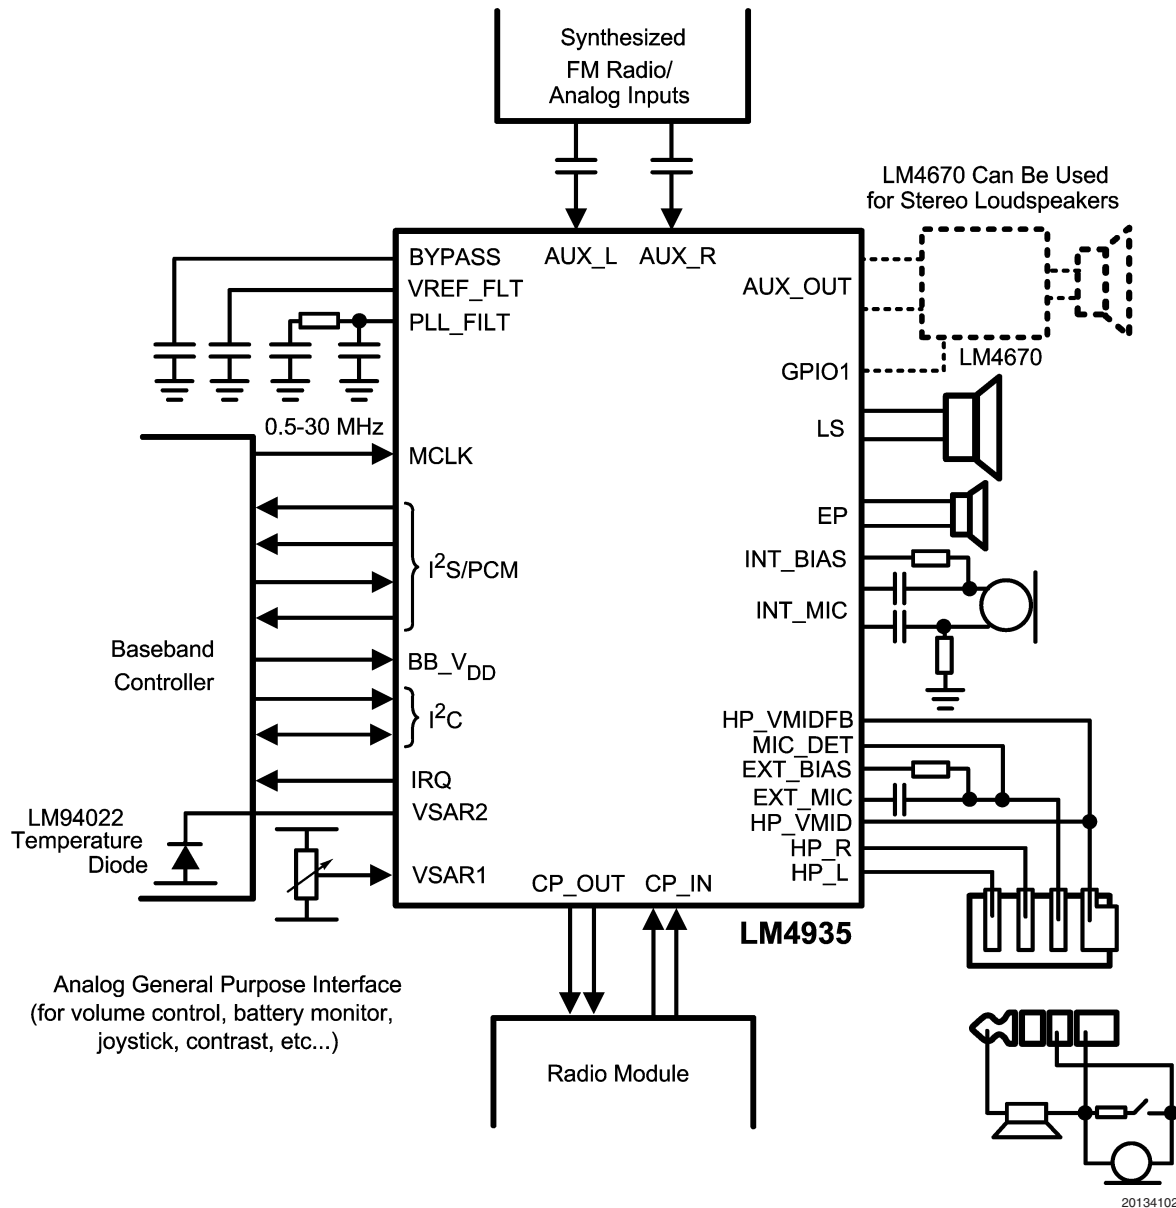 Synthesized
FM Radio/
Analog Inputs
LM4670 Can Be Used
for Stereo Loudspeakers
BYPASS
AUX_L
AUX_R
VREF_FLT
AUX_OUT
PLL_FILT
LM4670
GPIO1
0.5-30 MHz
LS
MCLK
EP
I2S/PCM
INT_BIAS
INT_MIC
Baseband
Controller
BB_VDD
I2C
HP_VMIDFB
MIC_DET
EXT_BIAS
IRQ
EXT_MIC
VSAR2
HP_VMID
LM94022
Temperature
Diode
HP_R
HP_L
VSAR1
CP_OUT
CP_IN
LM4935
Analog General Purpose Interface
(for volume control, battery monitor,
joystick, contrast, etc...)
Radio Module
20134102